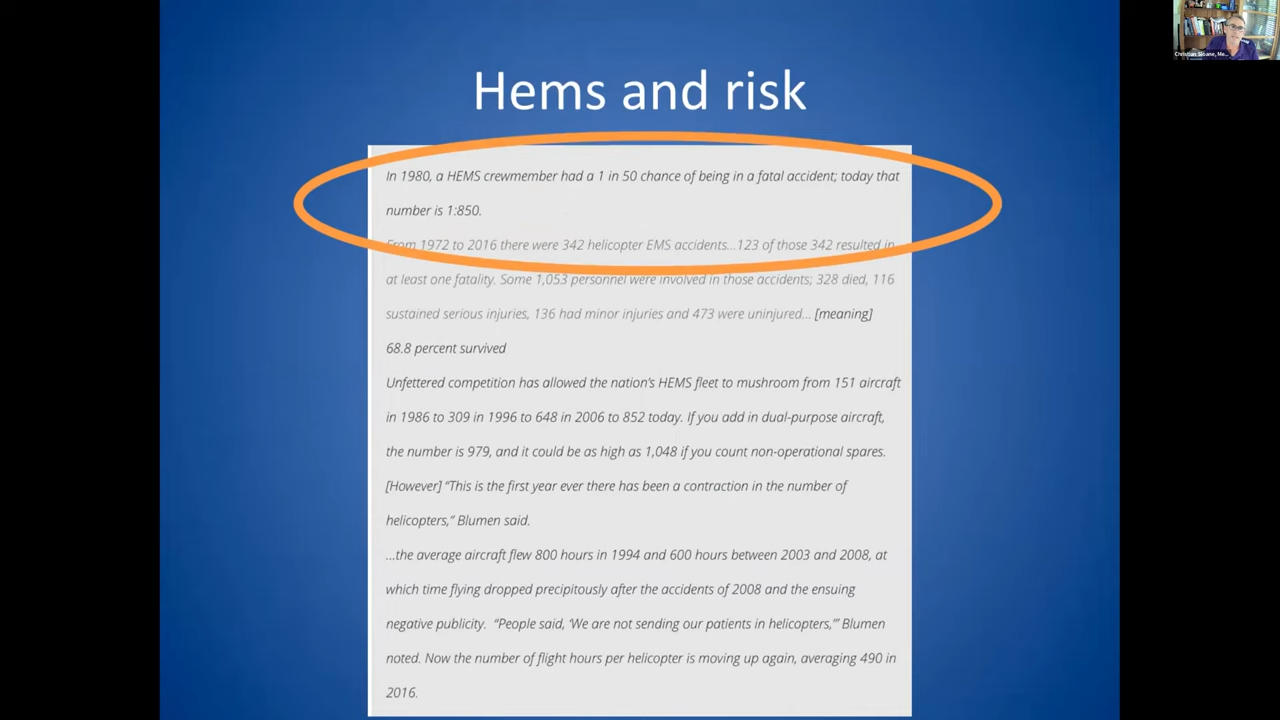 Christian Sloane, Me...
Hems and risk
In 1980, a HEMS crewmember had a 1 in 50 chance of being in a fatal accident; today that
number is 1:850.
From 1972 to 2016 there were 342 helicopter EMS accidents...123 of those 342 resulted in
at least one fatality. Some 1,053 personnel were involved in those accidents; 328 died, 116
sustained serious injuries, 136 had minor injuries and 473 were uninjured... [meaning]
68.8 percent survived
Unfettered competition has allowed the nation’s HEMS fleet to mushroom from 151 aircraft
in 1986 to 309 in 1996 to 648 in 2006 to 852 today. If you add in dual-purpose aircraft,
the number is 979, and it could be as high as 1,048 if you count non-operational spares.
[However] “This is the first year ever there has been a contraction in the number of
helicopters,” Blumen said.
...the average aircraft flew 800 hours in 1994 and 600 hours between 2003 and 2008, at
which time flying dropped precipitously after the accidents of 2008 and the ensuing
negative publicity. “People said, ‘We are not sending our patients in helicopters,’” Blumen
noted. Now the number of flight hours per helicopter is moving up again, averaging 490 in
2016.